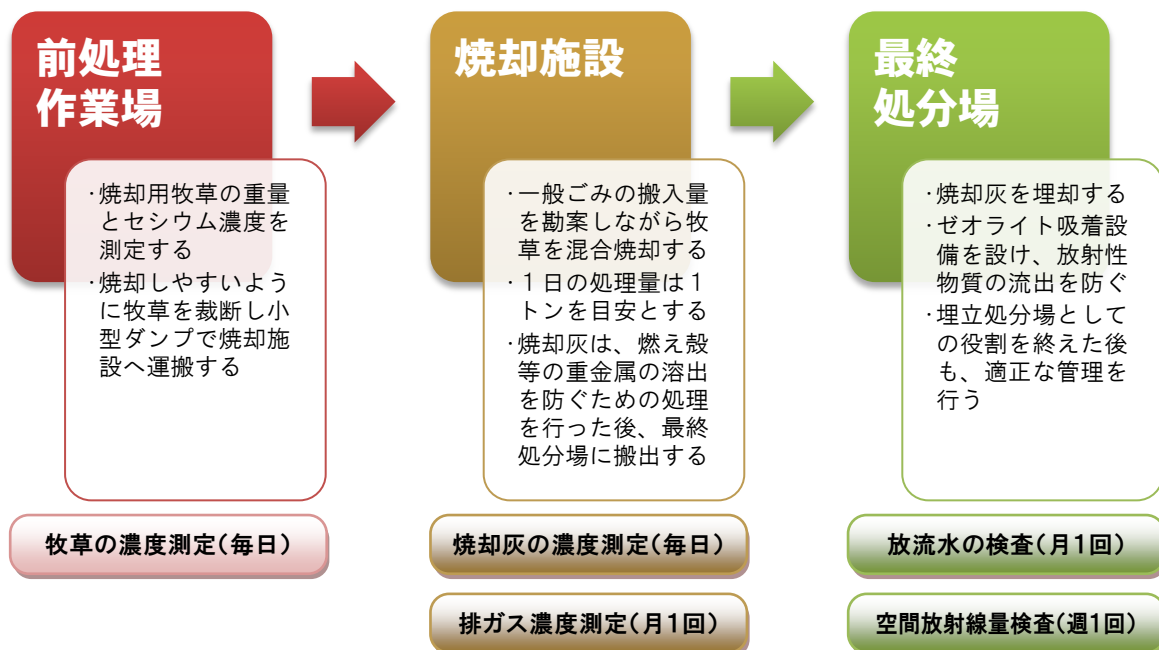 前処理
作業場
・焼却用牧草の重量
とセシウム濃度を
測定する
・焼却しやすいよう
に牧草を裁断し小
型ダンプで焼却施
設へ運搬する
牧草の濃度測定(毎日)
焼却施設
・一般ごみの搬入量
を勘案しながら牧
草を混合焼却する
・１日の処理量は１
トンを目安とする
・焼却灰は、燃え殻
等の重金属の溶出
を防ぐための処理
を行った後、最終
処分場に搬出する
焼却灰の濃度測定(毎日)
排ガス濃度測定(月1回)
最終
処分場
・焼却灰を埋却する
・ゼオライト吸着設
備を設け、放射性
物質の流出を防ぐ
・埋立処分場として
の役割を終えた後
も、適正な管理を
行う
放流水の検査(月1回)
空間放射線量検査(週1回)